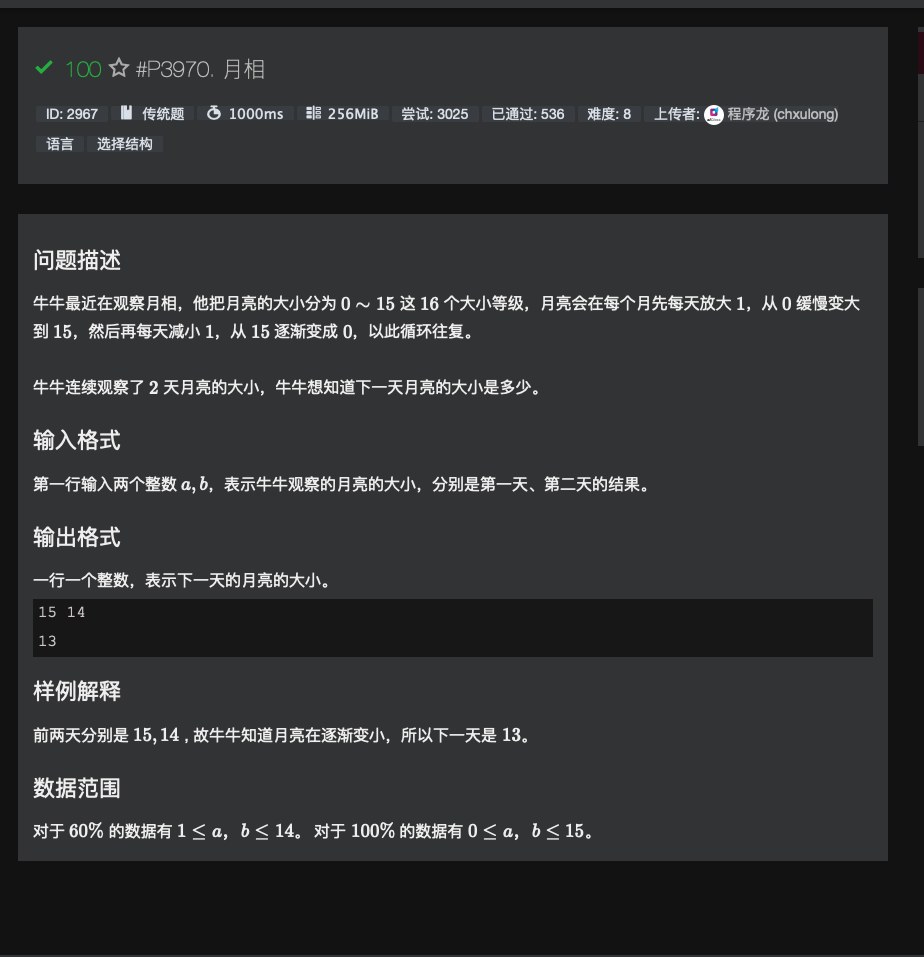 ✓ 100 ☆ #P3970. 月相
ID: 2967 传统题 1000ms 256MiB 尝试: 3025 已通过: 536 难度: 8 上传者: 程序龙 (chxulong)
语言 选择结构
问题描述
牛牛最近在观察月相，他把月亮的大小分为 0 ∼ 15 这 16 个大小等级，月亮会在每个月先每天放大 1，从 0 缓慢变大
到 15，然后再每天减小 1，从 15 逐渐变成 0，以此循环往复。
牛牛连续观察了 2 天月亮的大小，牛牛想知道下一天月亮的大小是多少。
输入格式
第一行输入两个整数 a, b，表示牛牛观察的月亮的大小，分别是第一天、第二天的结果。
输出格式
一行一个整数，表示下一天的月亮的大小。
15 14
13
样例解释
前两天分别是 15, 14 , 故牛牛知道月亮在逐渐变小，所以下一天是 13。
数据范围
对于 60% 的数据有 1 ≤ a，b ≤ 14。 对于 100% 的数据有 0 ≤ a，b ≤ 15。